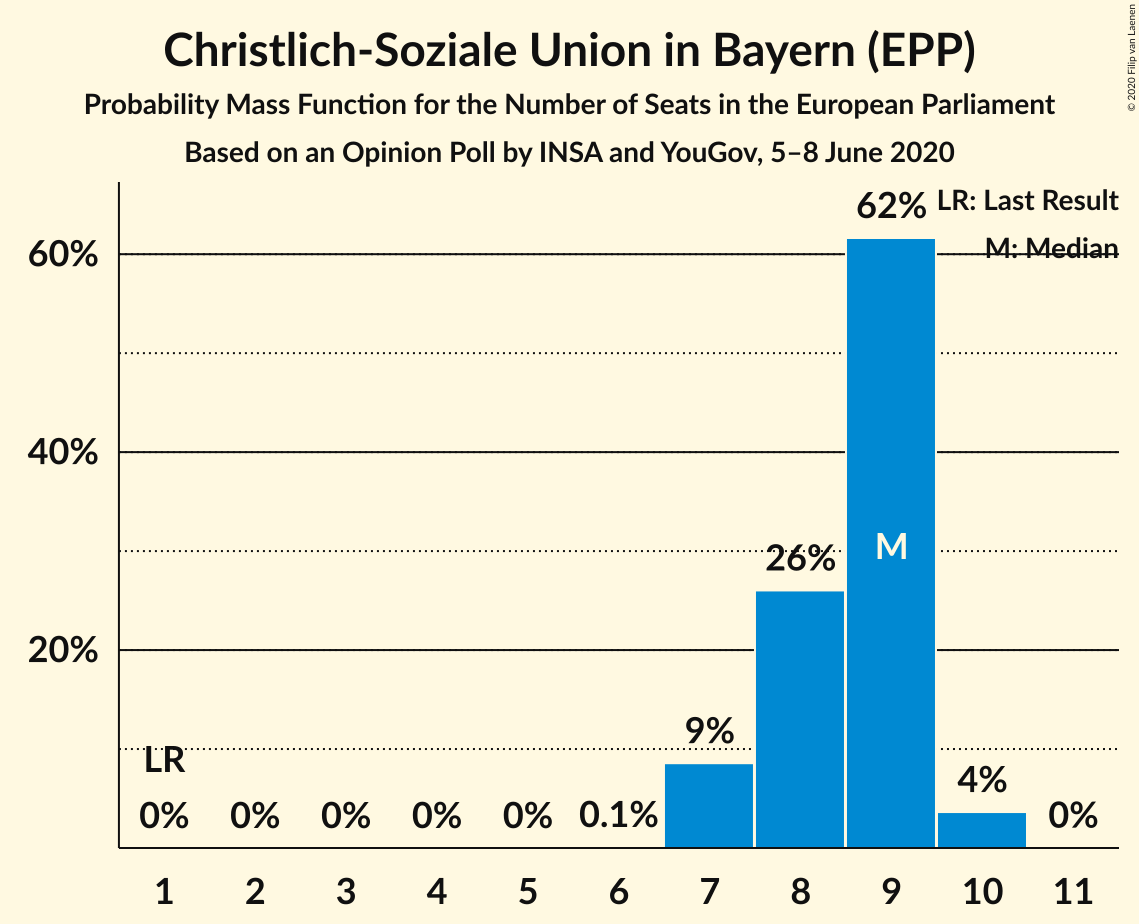 Christlich-Soziale Union in Bayern (EPP)
Probability Mass Function for the Number of Seats in the European Parliament
Based on an Opinion Poll by INSA and YouGov, 5–8 June 2020
© 2020 Filip van Laenen
LR: Last Result
M: Median
60%
40%
20%
62%
M
26%
9%
4%
LR
0% 0% 0% 0% 0% 0.1% 0%
1 2 3 4 5 6 7 8 9 10 11